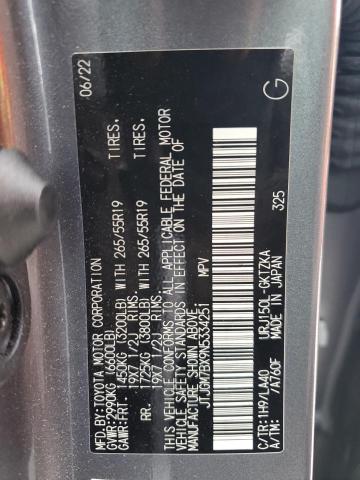 MFD. BY: TOYOTA MOTOR CORPORATION 06/22
GVWR: 2990KG (6600LB)
GAWR: FRT. 1450KG (3200LB) WITH 265/55R19 TIRES.
19X7 1/2J RIMS.
RR. 1725KG (3800LB) WITH 265/55R19 TIRES.
19X7 1/2J RIMS.
THIS VEHICLE CONFORMS TO ALL APPLICABLE FEDERAL MOTOR
VEHICLE SAFETY STANDARDS IN EFFECT ON THE DATE OF
MANUFACTURE SHOWN ABOVE.
MPV
G
C/TR: 1H9/LA40 URJ150L-GKTZKA
A/TM: /A760F MADE IN JAPAN
325